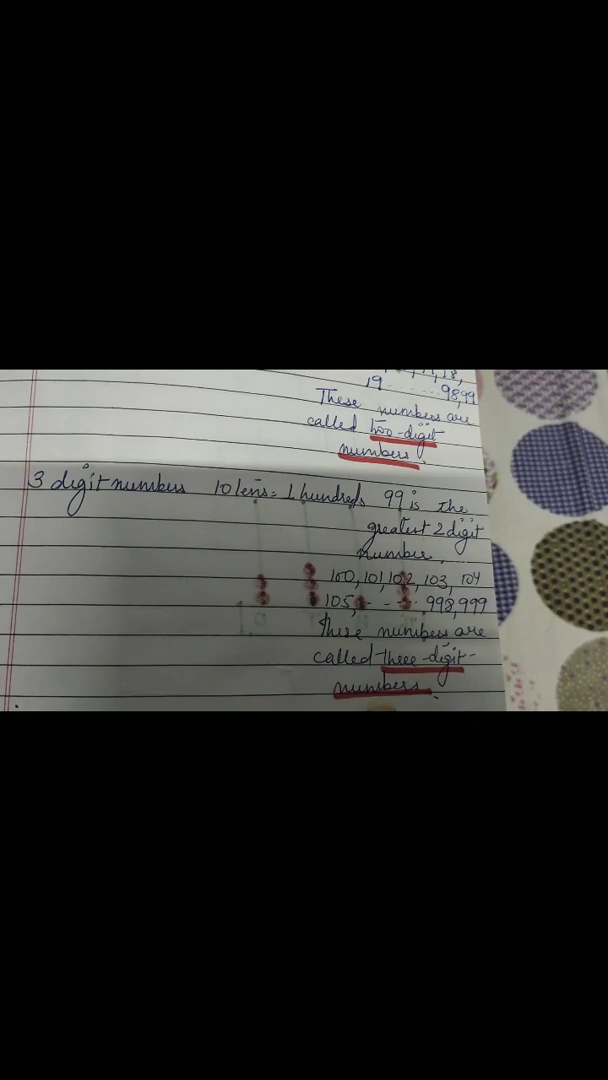 18,
19 ........ 98,99
These numbers are
called two-digit
numbers.
3 digit numbers 10 tens = 1 hundreds 99 is the
greatest 2 digit
number.
100, 101, 102, 103, 104
105, - - - 998, 999
These numbers are
called three-digit-
numbers.